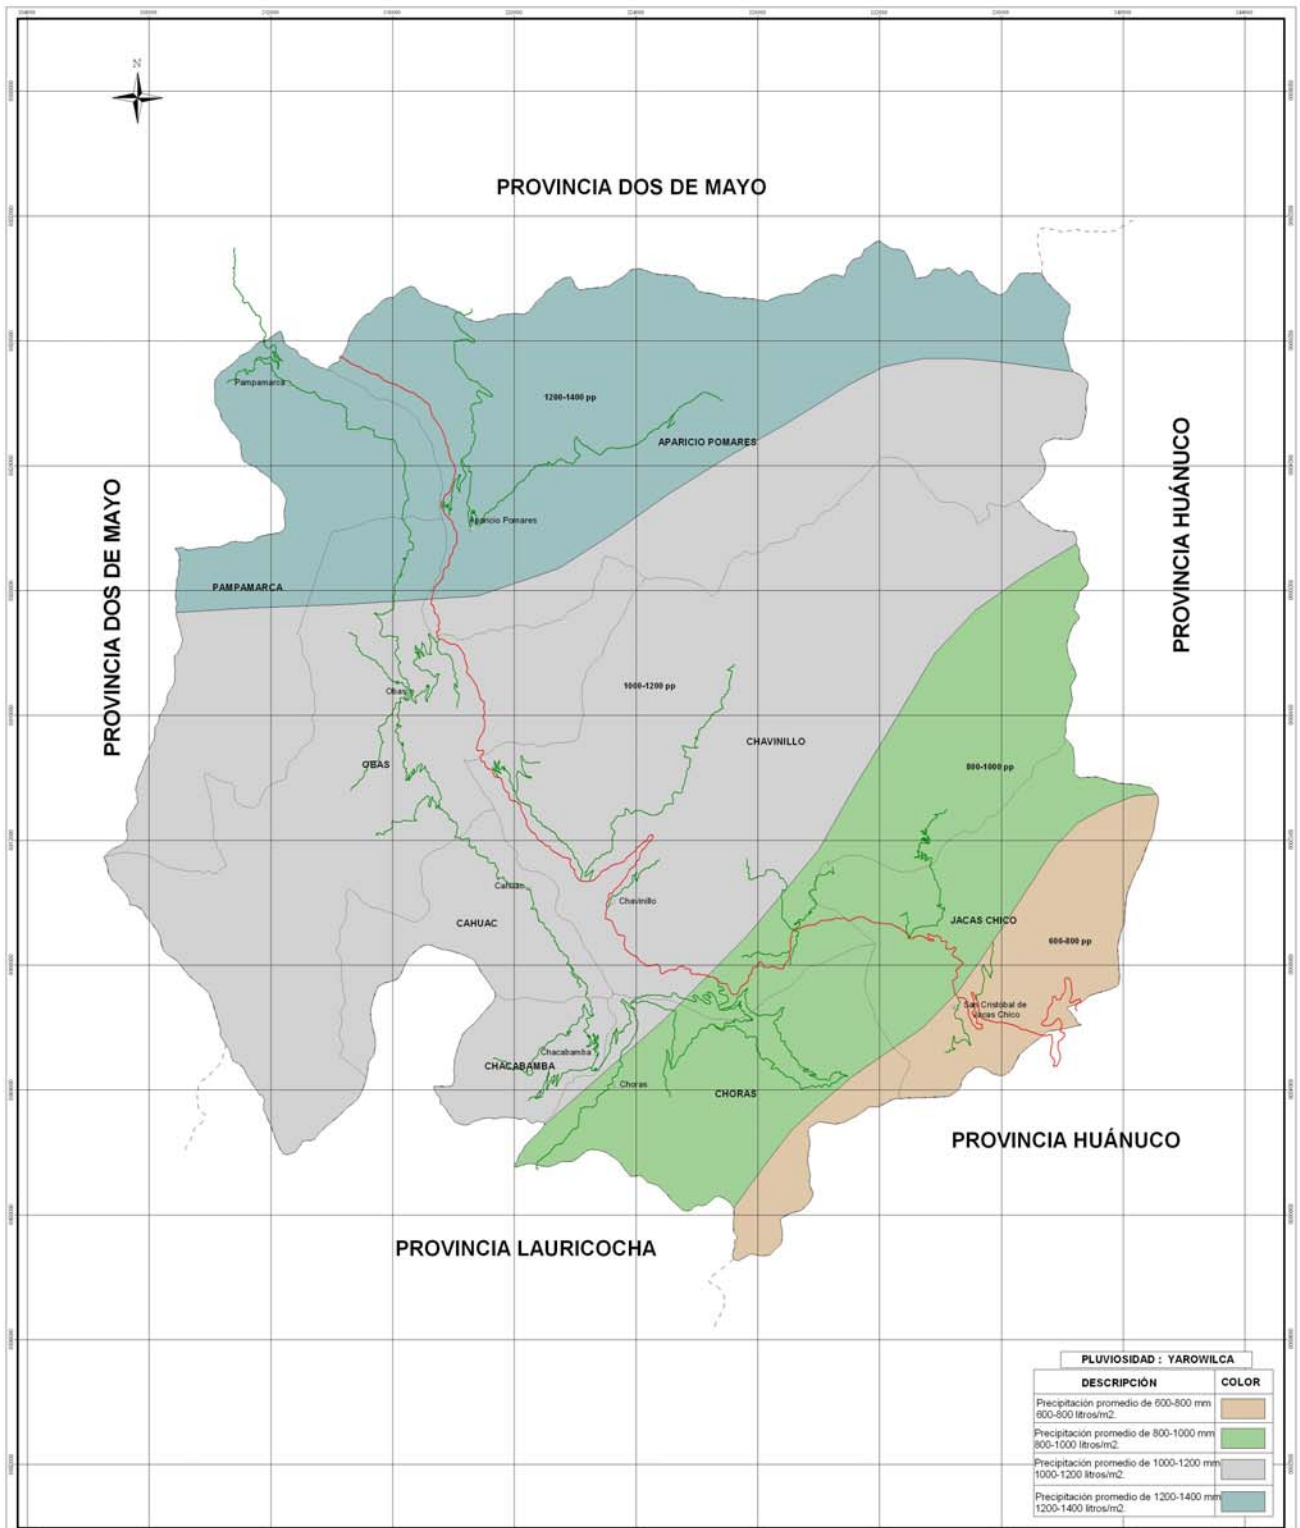 N
PROVINCIA DOS DE MAYO
Pampamarca
1200-1400 pp
APARICIO POMARES
Aparicio Pomares
PROVINCIA DOS DE MAYO
PROVINCIA HUÁNUCO
PAMPAMARCA
Obas
1000-1200 pp
CHAVINILLO
OBAS
800-1000 pp
Cahuac
Chavinillo
CAHUAC
JACAS CHICO
600-800 pp
San Cristóbal de
Jacas Chico
Chacabamba
CHACABAMBA
Choras
CHORAS
PROVINCIA HUÁNUCO
PROVINCIA LAURICOCHA
PLUVIOSIDAD : YAROWILCA
DESCRIPCIÓN COLOR
Precipitación promedio de 600-800 mm
600-800 litros/m2.
Precipitación promedio de 800-1000 mm
800-1000 litros/m2.
Precipitación promedio de 1000-1200 mm
1000-1200 litros/m2.
Precipitación promedio de 1200-1400 mm
1200-1400 litros/m2.